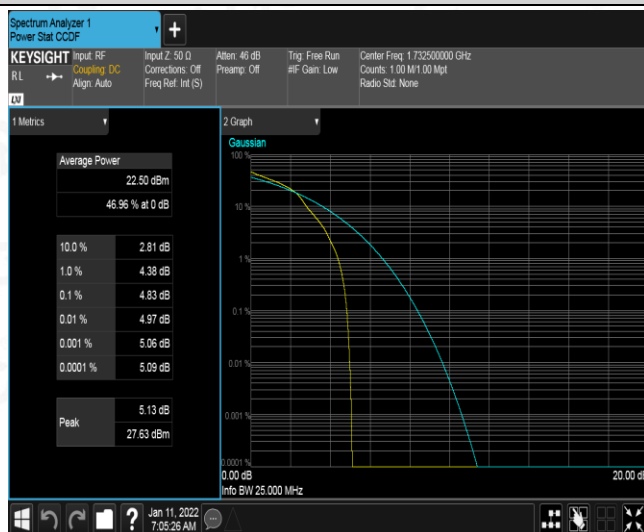 Spectrum Analyzer 1
Power Stat CCDF
+
KEYSIGHT
RL
LXI
Input: RF
Coupling: DC
Align: Auto
Input Z: 50 Ω
Corrections: Off
Freq Ref: Int (S)
Atten: 46 dB
Preamp: Off
Trig: Free Run
#IF Gain: Low
Center Freq: 1.732500000 GHz
Counts: 1.00 M/1.00 Mpt
Radio Std: None
1 Metrics
Average Power
22.50 dBm
46.96 % at 0 dB
10.0 % 2.81 dB
1.0 % 4.38 dB
0.1 % 4.83 dB
0.01 % 4.97 dB
0.001 % 5.06 dB
0.0001 % 5.09 dB
Peak
5.13 dB
27.63 dBm
2 Graph
Gaussian
100 %
10 %
1 %
0.1 %
0.01 %
0.001 %
0.0001 %
0.00 dB
20.00 dB
Info BW 25.000 MHz
?
Jan 11, 2022
7:05:26 AM